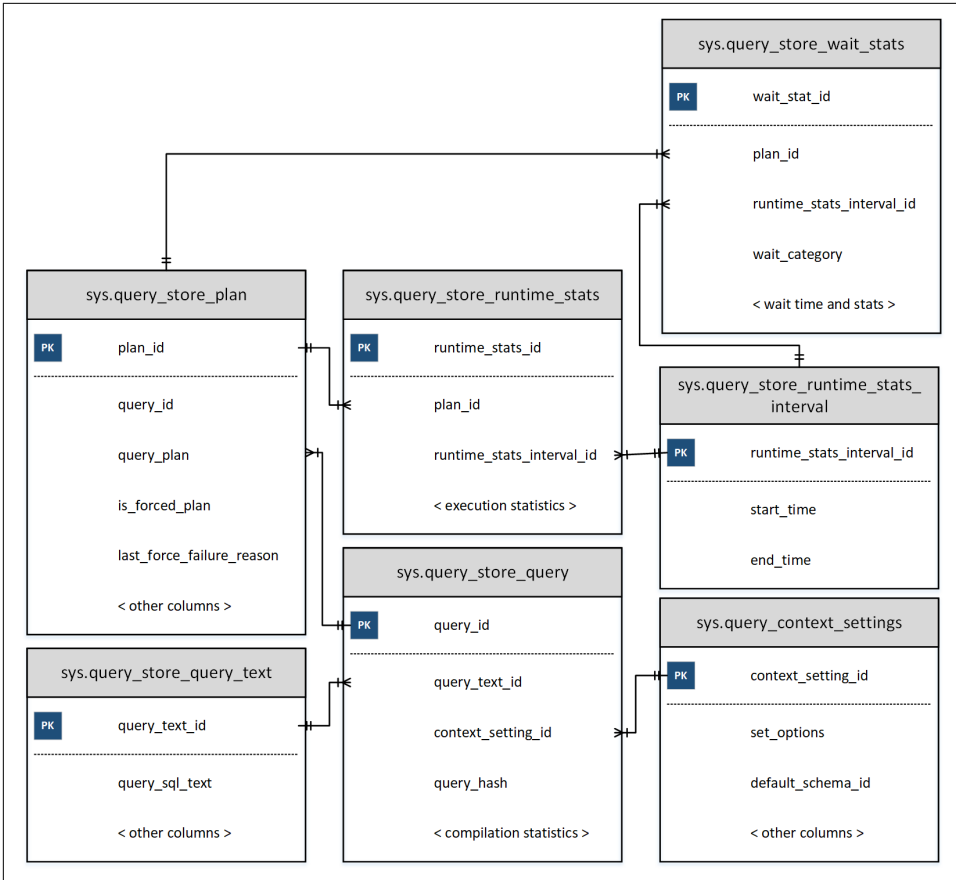 sys.query_store_wait_stats
PK wait_stat_id
plan_id
runtime_stats_interval_id
wait_category
< wait time and stats >
sys.query_store_plan
PK plan_id
query_id
query_plan
is_forced_plan
last_force_failure_reason
< other columns >
sys.query_store_runtime_stats
PK runtime_stats_id
plan_id
runtime_stats_interval_id
< execution statistics >
sys.query_store_runtime_stats_
interval
PK runtime_stats_interval_id
start_time
end_time
sys.query_store_query
PK query_id
query_text_id
context_setting_id
query_hash
< compilation statistics >
sys.query_context_settings
PK context_setting_id
set_options
default_schema_id
< other columns >
sys.query_store_query_text
PK query_text_id
query_sql_text
< other columns >